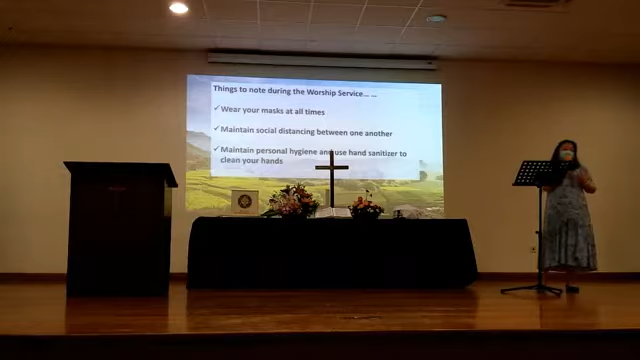 Things to note during the Worship Service... ...
✓Wear your masks at all times
✓Maintain social distancing between one another
✓Maintain personal hygiene and use hand sanitizer to
clean your hands